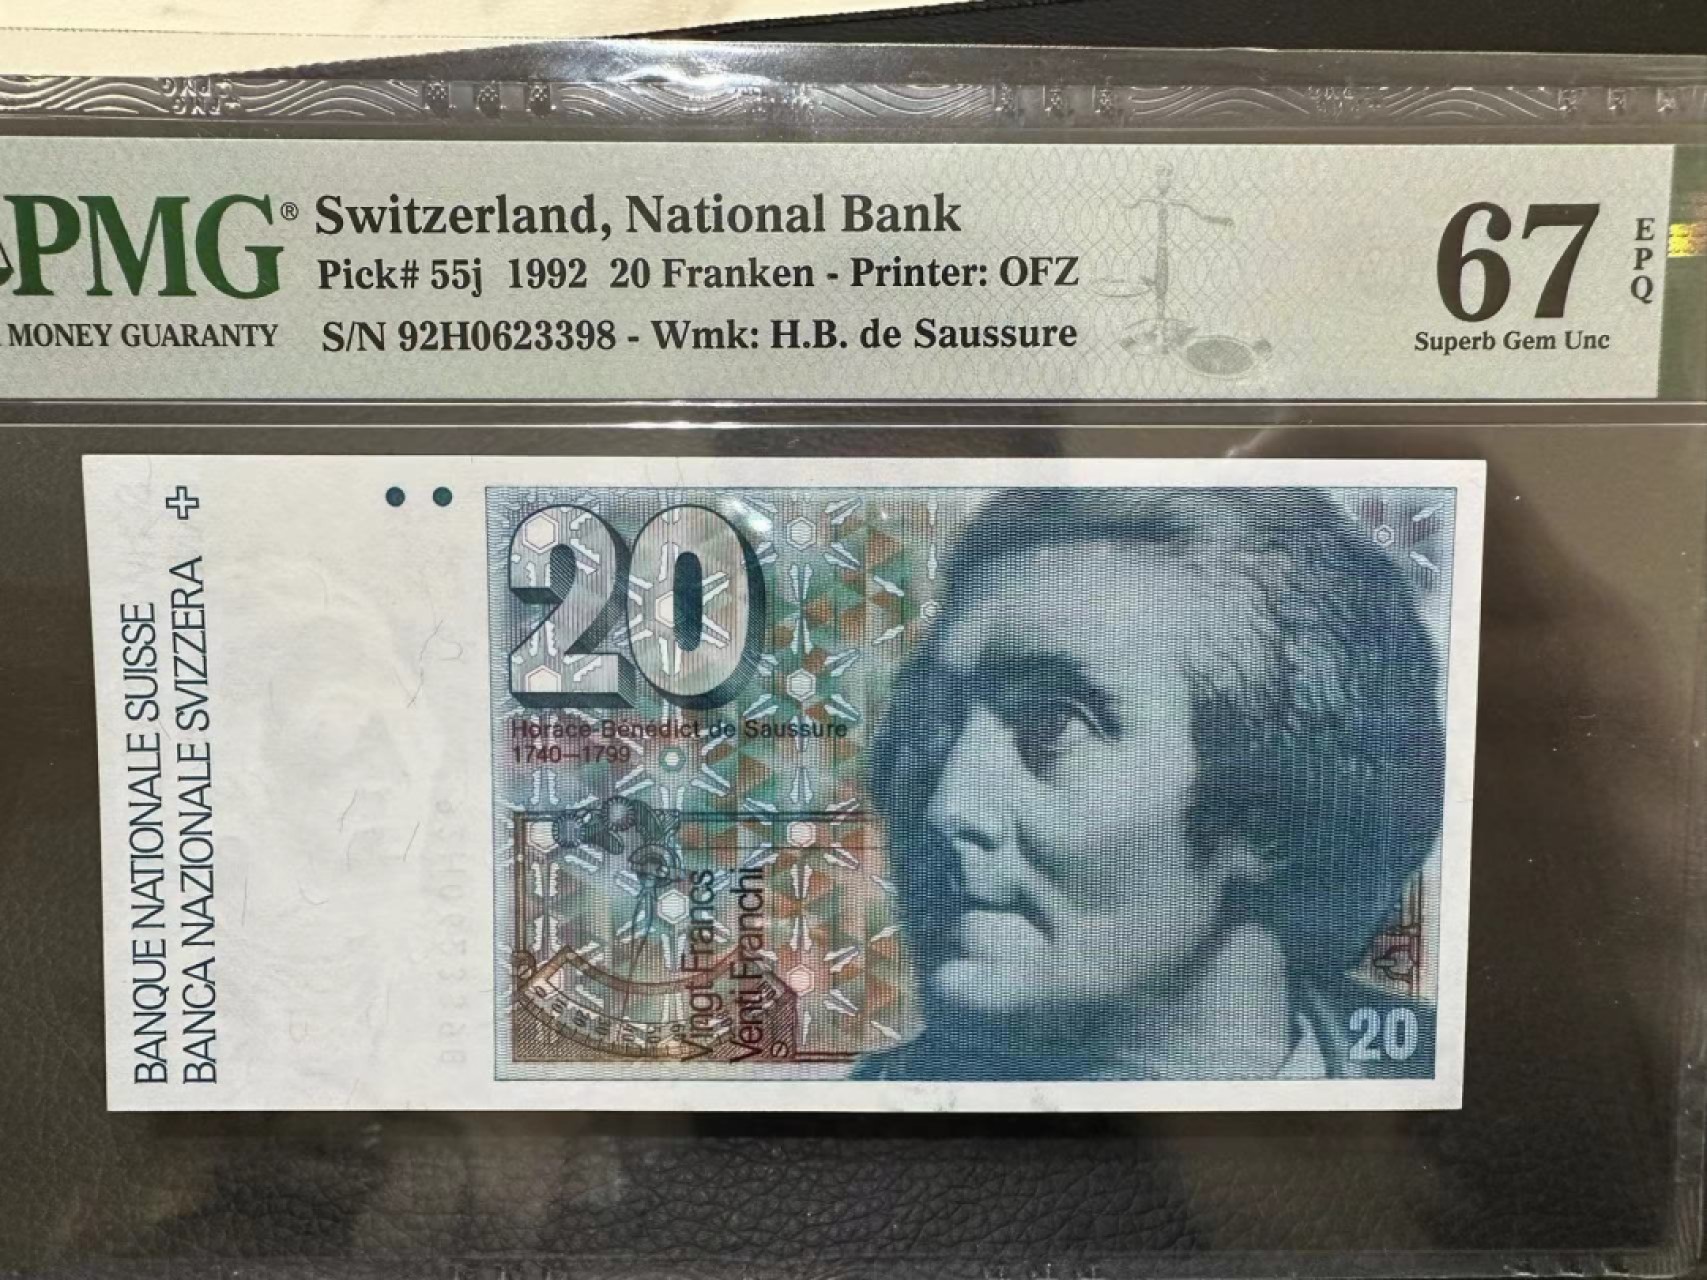 PMG®
MONEY GUARANTY
Switzerland, National Bank
Pick# 55j 1992 20 Franken - Printer: OFZ
S/N 92H0623398 - Wmk: H.B. de Saussure
67
EPQ
Superb Gem Unc
BANQUE NATIONALE SUISSE
BANCA NAZIONALE SVIZZERA
20
Horace-Bénedict de Saussure
1740–1799
Vingt Francs
Venti Franchi
20